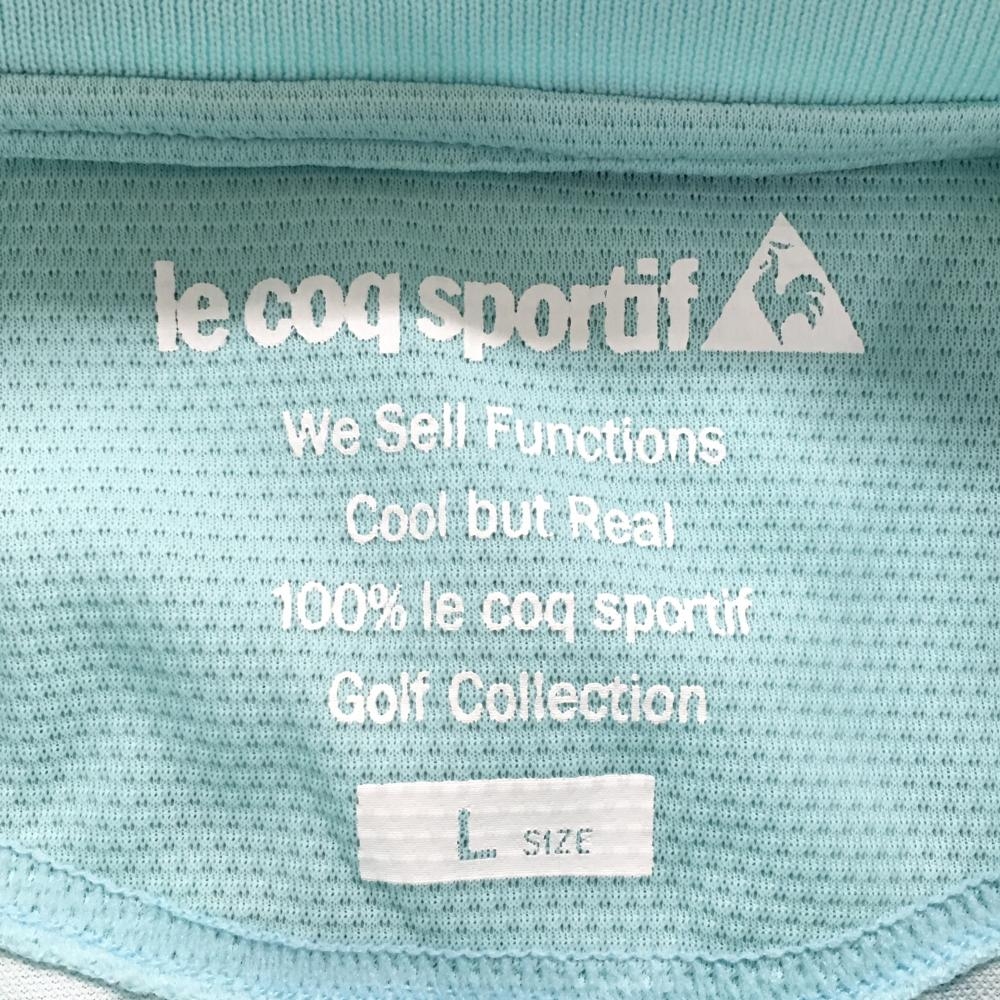 le coq sportif
We Sell Functions
Cool but Real
100% le coq sportif
Golf Collection
L SIZE